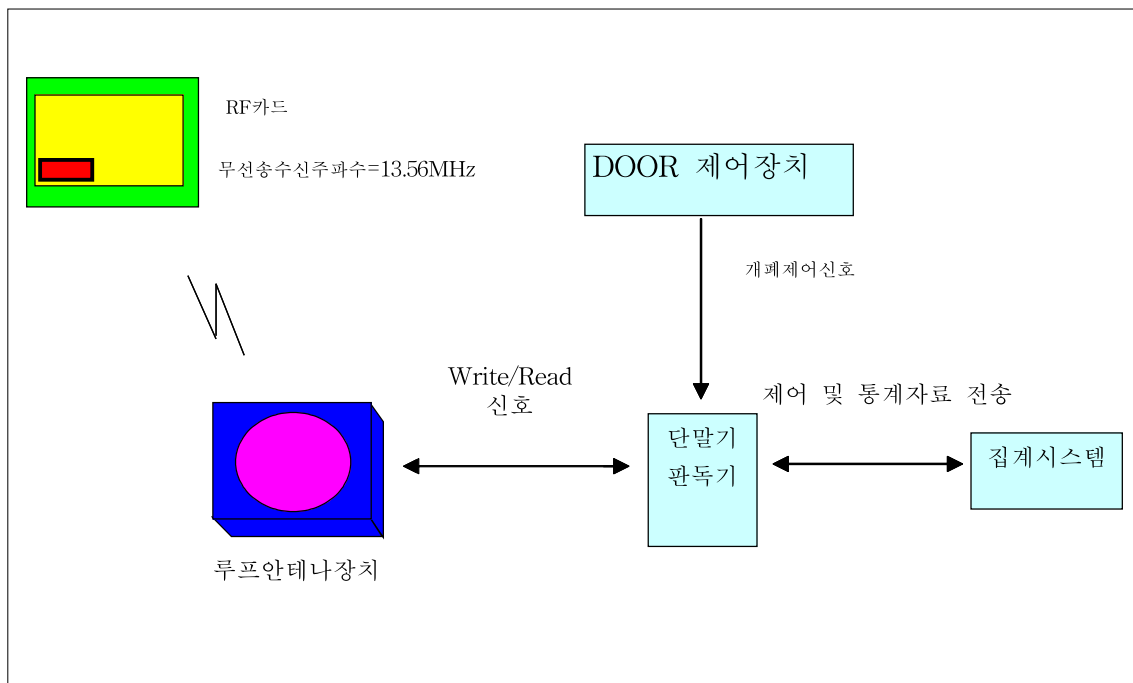 RF카드
무선송수신주파수=13.56MHz
DOOR 제어장치
개폐제어신호
Write/Read
신호
제어 및 통계자료 전송
단말기
판독기
집계시스템
루프안테나장치